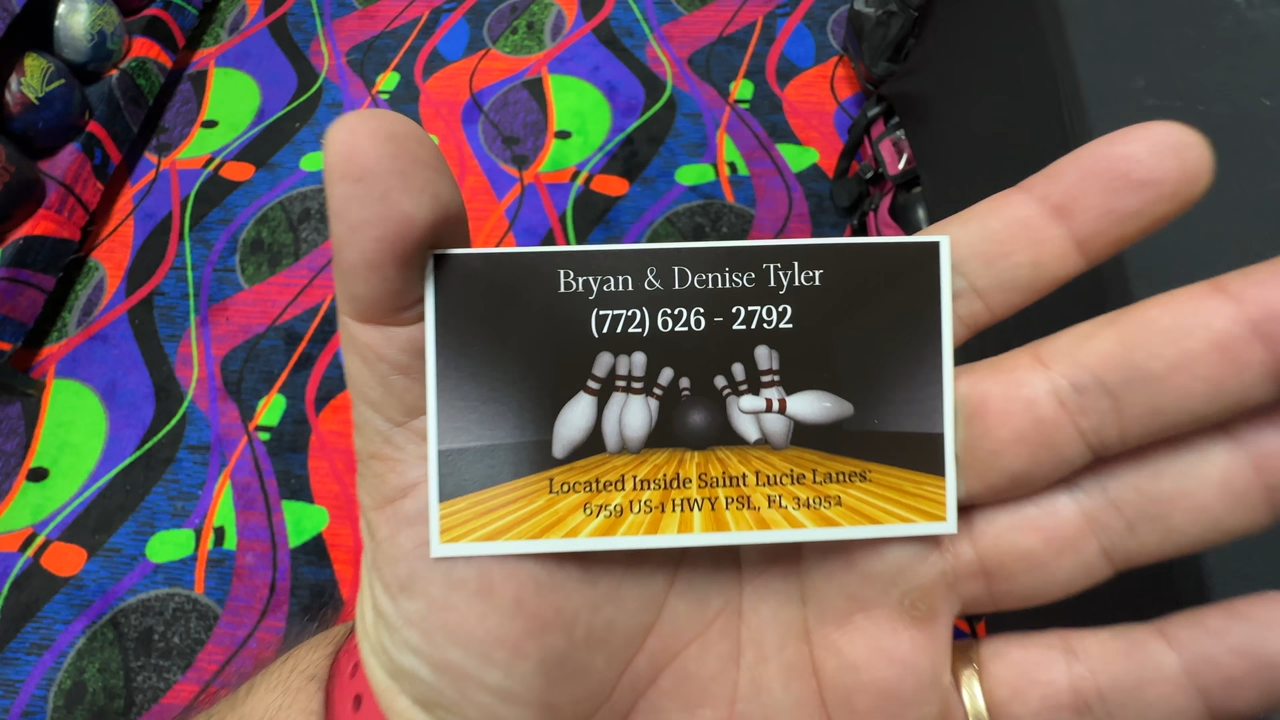 Bryan & Denise Tyler
(772) 626 - 2792
Located Inside Saint Lucie Lanes:
6759 US-1 HWY PSL, FL 34952